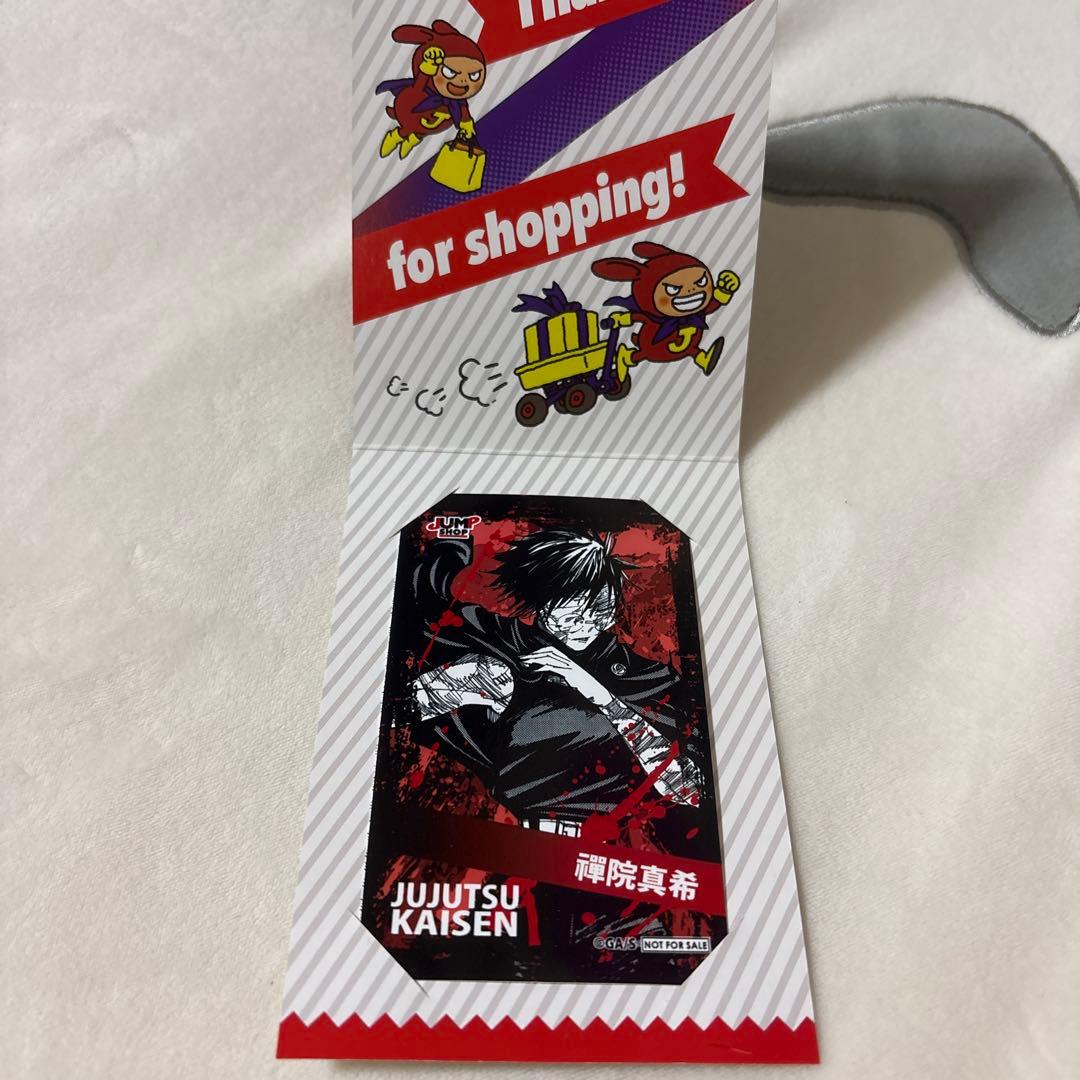 for shopping!
J
J
JUMP
SHOP
禪院真希
JUJUTSU
KAISEN
©GA/S NOT FOR SALE